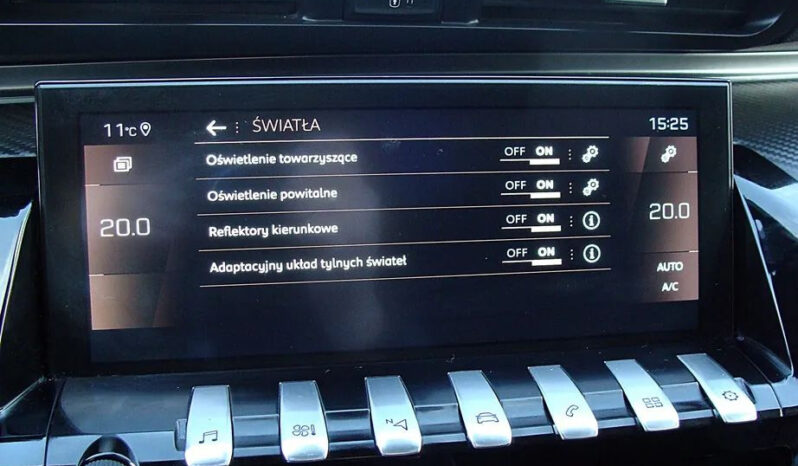 11°C
ŚWIATŁA
15:25
Oświetlenie towarzyszące OFF ON
Oświetlenie powitalne OFF ON
20.0
Reflektory kierunkowe OFF ON
20.0
Adaptacyjny układ tylnych świateł OFF ON
AUTO
A/C
N